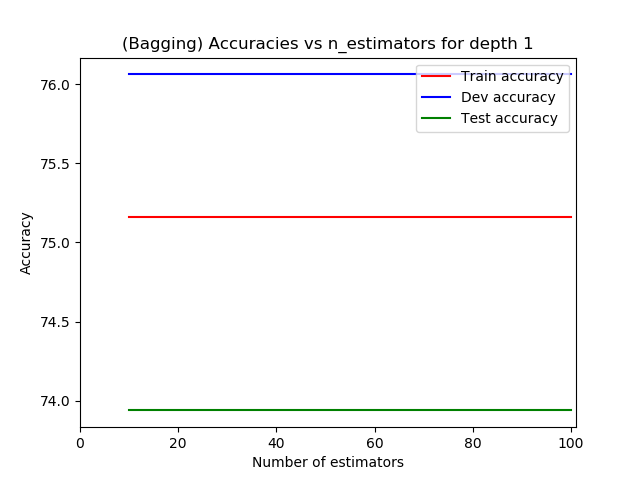 (Bagging) Accuracies vs n_estimators for depth 1
Train accuracy
Dev accuracy
Test accuracy
Accuracy
76.0
75.5
75.0
74.5
74.0
0 20 40 60 80 100
Number of estimators